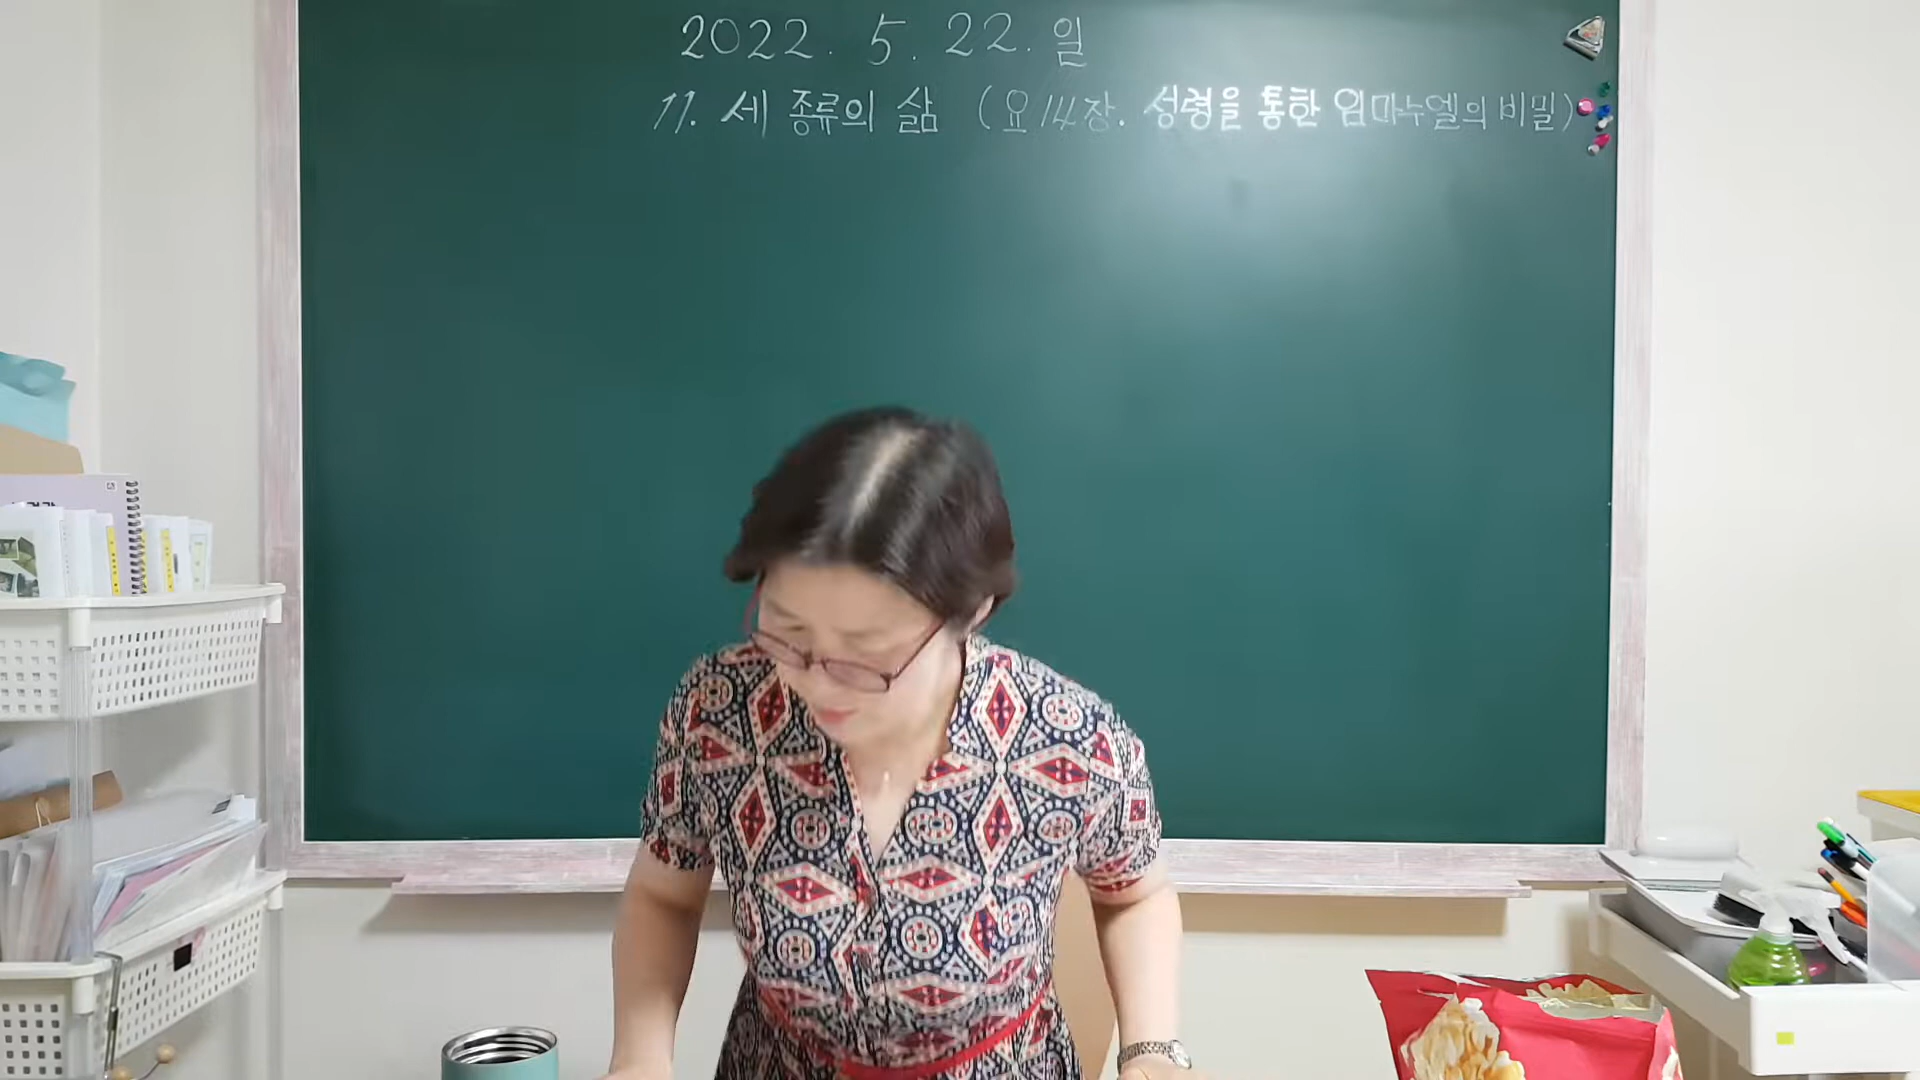 2022. 5. 22. 일
11. 세 종류의 삶 (요14장. 성령을 통한 임마누엘의 비밀)